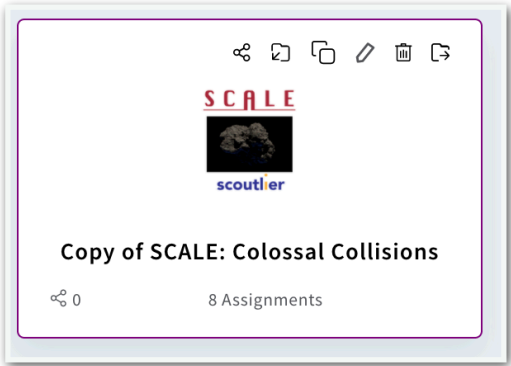 SCALE
scoutlier
Copy of SCALE: Colossal Collisions
0
8 Assignments